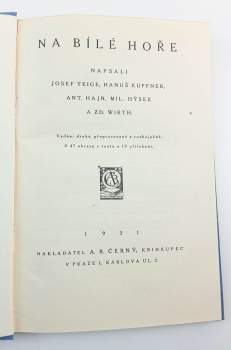 NA BÍLÉ HOŘE
NAPSALI
JOSEF TEIGE, HANUŠ KUFFNER,
ANT. HAJN, MIL. HÝSEK
A ZD. WIRTH.
Vydání druhé, přepracované a rozhojněné.
S 47 obrazy v textu a 10 přílohami.
1921
NAKLADATEL A. B. ČERNÝ, KNIHKUPEC
V PRAZE I., KARLOVA UL. 2.